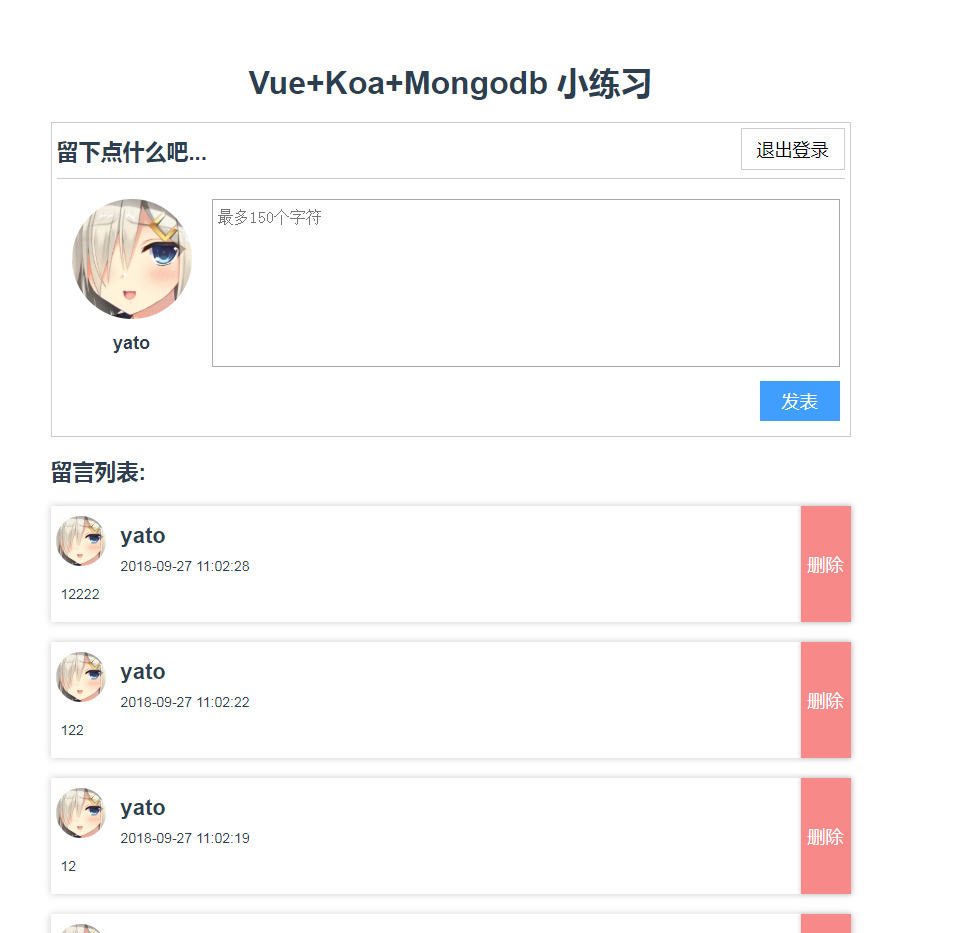 Vue+Koa+Mongodb 小练习
留下点什么吧...
退出登录
最多150个字符
yato
发表
留言列表:
yato
2018-09-27 11:02:28
12222
删除
yato
2018-09-27 11:02:22
122
删除
yato
2018-09-27 11:02:19
12
删除